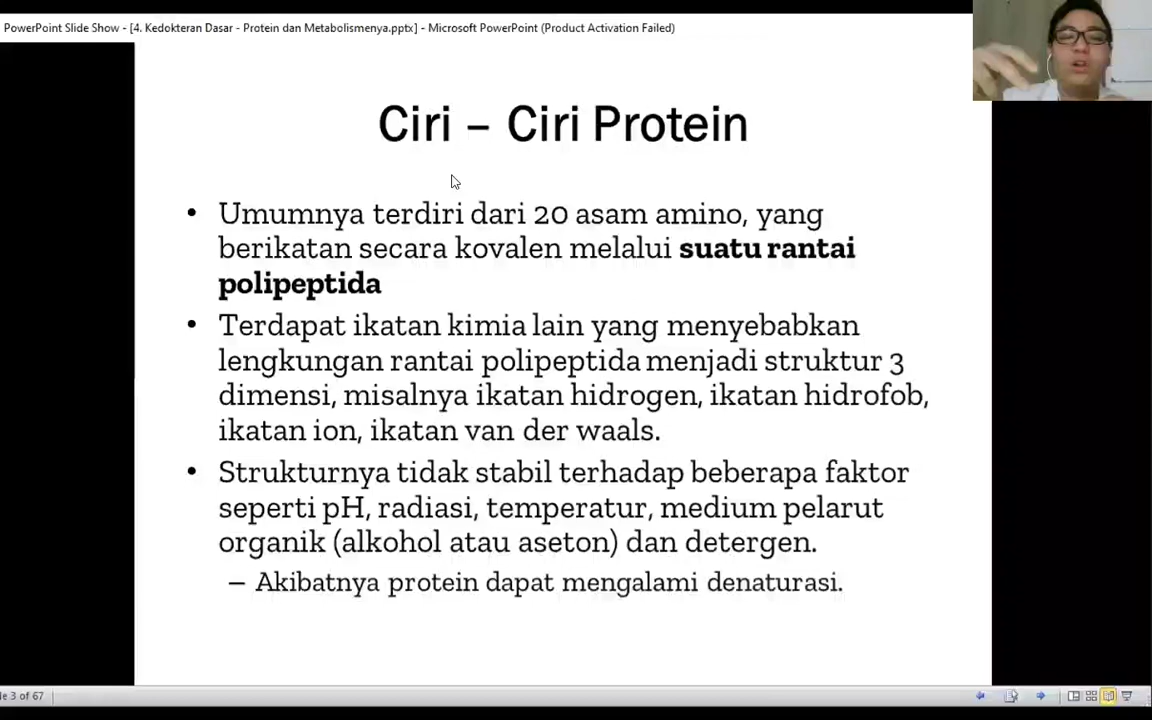 PowerPoint Slide Show - [4. Kedokteran Dasar - Protein dan Metabolismenya.pptx] - Microsoft PowerPoint (Product Activation Failed)
Ciri – Ciri Protein
• Umumnya terdiri dari 20 asam amino, yang
berikatan secara kovalen melalui suatu rantai
polipeptida
• Terdapat ikatan kimia lain yang menyebabkan
lengkungan rantai polipeptida menjadi struktur 3
dimensi, misalnya ikatan hidrogen, ikatan hidrofob,
ikatan ion, ikatan van der waals.
• Strukturnya tidak stabil terhadap beberapa faktor
seperti pH, radiasi, temperatur, medium pelarut
organik (alkohol atau aseton) dan detergen.
– Akibatnya protein dapat mengalami denaturasi.
le 3 of 67